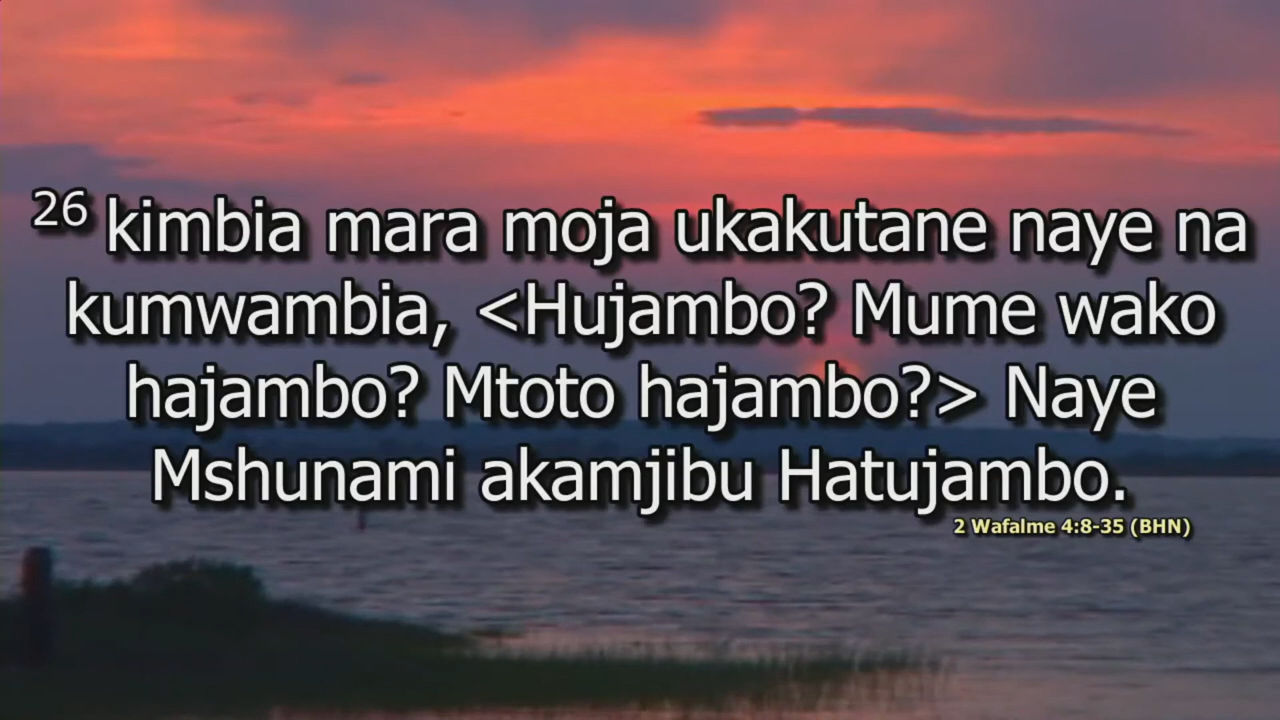 26 kimbia mara moja ukakutane naye na
kumwambia, <Hujambo? Mume wako
hajambo? Mtoto hajambo?> Naye
Mshunami akamjibu Hatujambo.
2 Wafalme 4:8-35 (BHN)